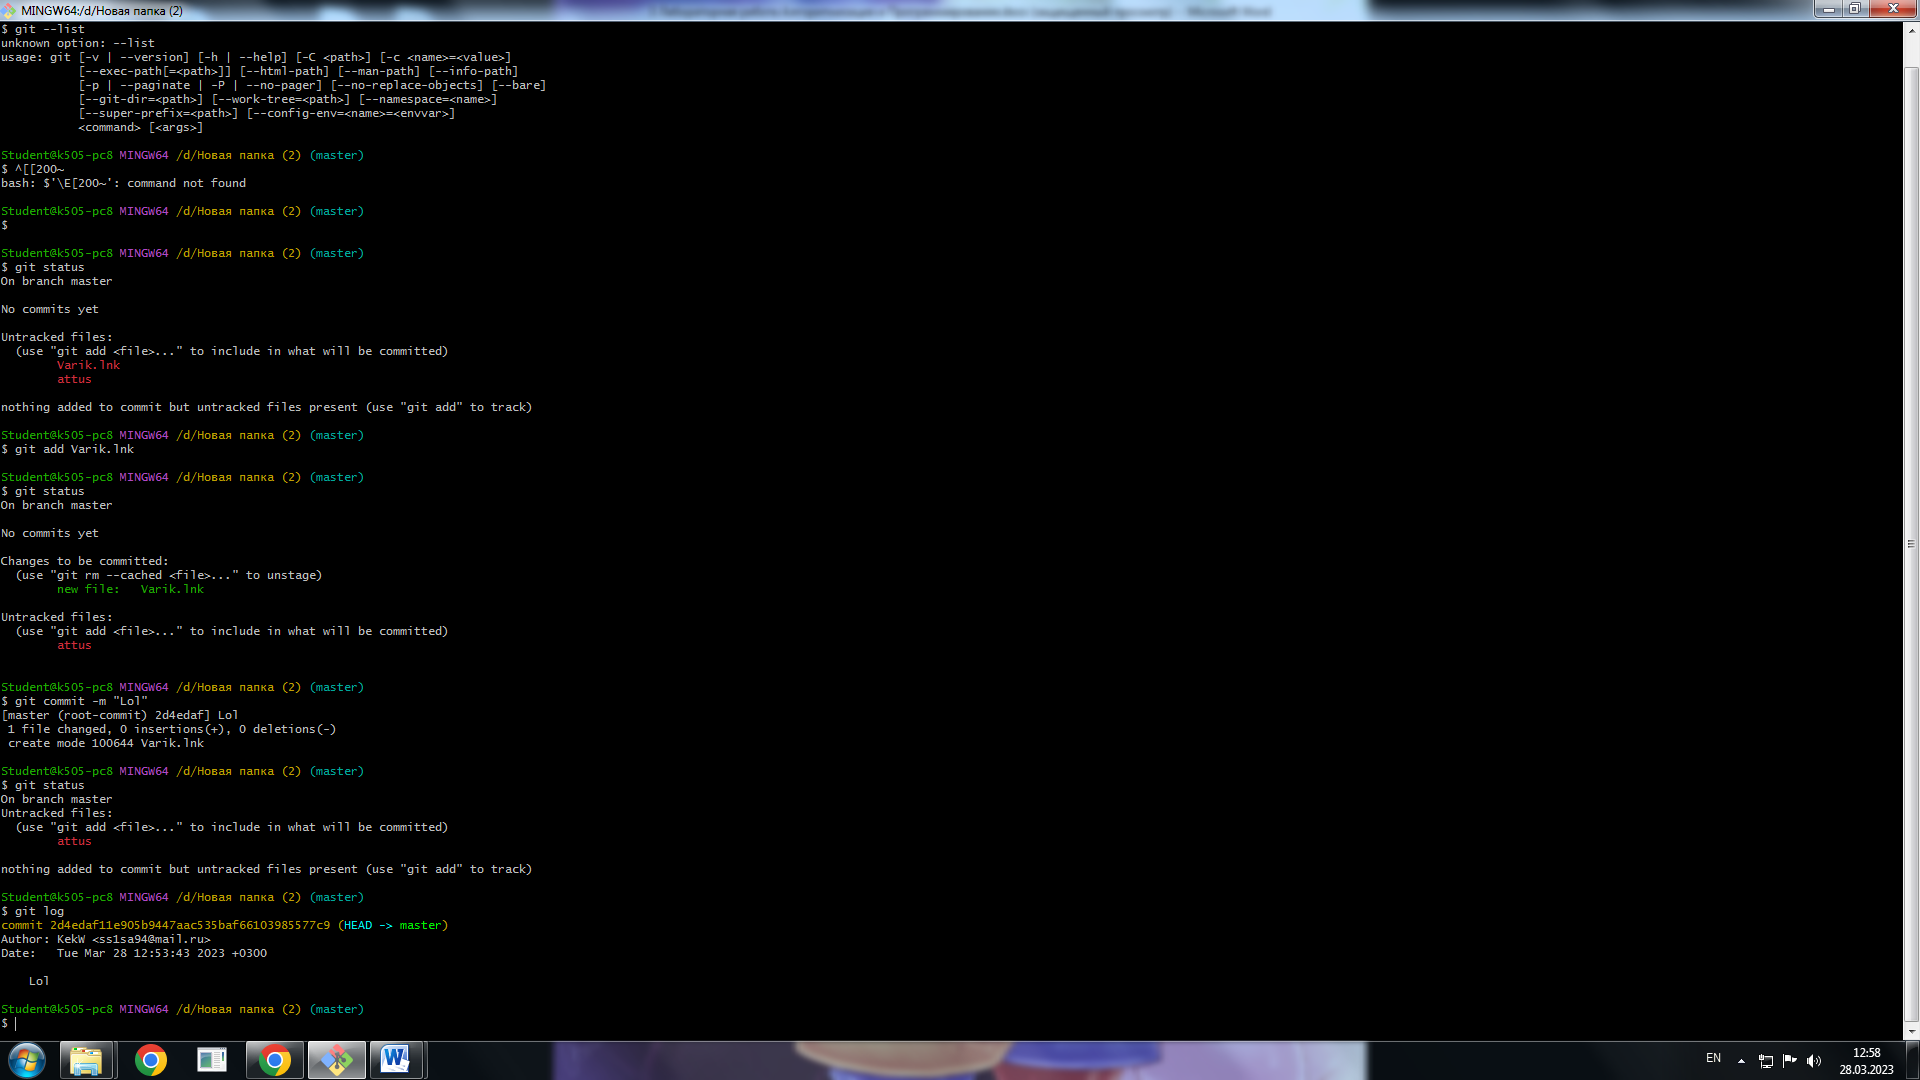 MINGW64:/d/Новая папка (2)
$ git --list
unknown option: --list
usage: git [-v | --version] [-h | --help] [-C <path>] [-c <name>=<value>]
           [--exec-path[=<path>]] [--html-path] [--man-path] [--info-path]
           [-p | --paginate | -P | --no-pager] [--no-replace-objects] [--bare]
           [--git-dir=<path>] [--work-tree=<path>] [--namespace=<name>]
           [--super-prefix=<path>] [--config-env=<name>=<envvar>]
           <command> [<args>]
Student@k505-pc8 MINGW64 /d/Новая папка (2) (master)
$ ^[[200~
bash: $'\E[200~': command not found
Student@k505-pc8 MINGW64 /d/Новая папка (2) (master)
$
Student@k505-pc8 MINGW64 /d/Новая папка (2) (master)
$ git status
On branch master
No commits yet
Untracked files:
  (use "git add <file>..." to include in what will be committed)
        Varik.lnk
        attus
nothing added to commit but untracked files present (use "git add" to track)
Student@k505-pc8 MINGW64 /d/Новая папка (2) (master)
$ git add Varik.lnk
Student@k505-pc8 MINGW64 /d/Новая папка (2) (master)
$ git status
On branch master
No commits yet
Changes to be committed:
  (use "git rm --cached <file>..." to unstage)
        new file:   Varik.lnk
Untracked files:
  (use "git add <file>..." to include in what will be committed)
        attus
Student@k505-pc8 MINGW64 /d/Новая папка (2) (master)
$ git commit -m "Lol"
[master (root-commit) 2d4edaf] Lol
 1 file changed, 0 insertions(+), 0 deletions(-)
 create mode 100644 Varik.lnk
Student@k505-pc8 MINGW64 /d/Новая папка (2) (master)
$ git status
On branch master
Untracked files:
  (use "git add <file>..." to include in what will be committed)
        attus
nothing added to commit but untracked files present (use "git add" to track)
Student@k505-pc8 MINGW64 /d/Новая папка (2) (master)
$ git log
commit 2d4edaf11e905b9447aac535baf66103985577c9 (HEAD -> master)
Author: KekW <ss1sa94@mail.ru>
Date:   Tue Mar 28 12:53:43 2023 +0300
    Lol
Student@k505-pc8 MINGW64 /d/Новая папка (2) (master)
$
EN
12:58
28.03.2023